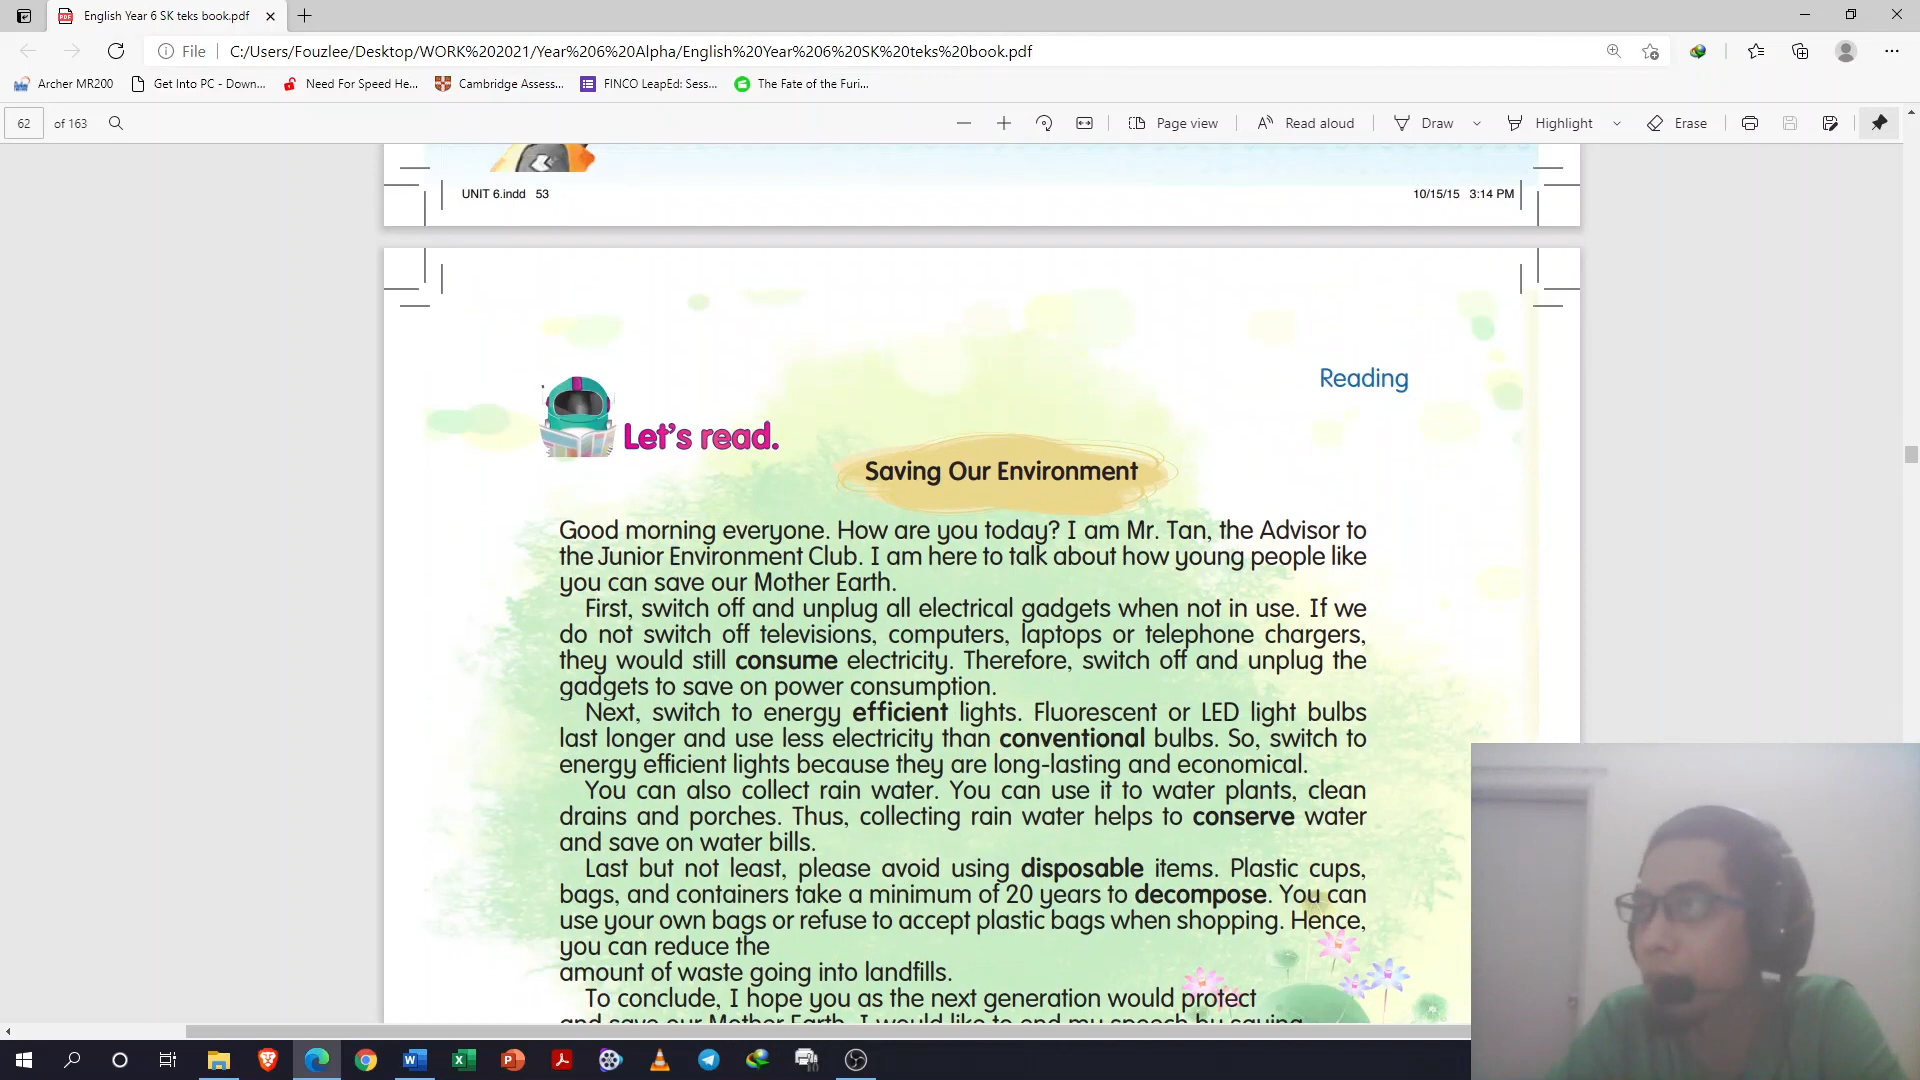 English Year 6 SK teks book.pdf
File
C:/Users/Fouzlee/Desktop/WORK%202021/Year%206%20Alpha/English%20Year%206%20SK%20teks%20book.pdf
Archer MR200
Get Into PC - Down...
Need For Speed He...
Cambridge Assess...
FINCO LeapEd: Sess...
The Fate of the Furi...
62 of 163
Page view
Read aloud
Draw
Highlight
Erase
UNIT 6.indd 53
10/15/15 3:14 PM
Reading
Let's read.
Saving Our Environment
Good morning everyone. How are you today? I am Mr. Tan, the Advisor to
the Junior Environment Club. I am here to talk about how young people like
you can save our Mother Earth.
First, switch off and unplug all electrical gadgets when not in use. If we
do not switch off televisions, computers, laptops or telephone chargers,
they would still consume electricity. Therefore, switch off and unplug the
gadgets to save on power consumption.
Next, switch to energy efficient lights. Fluorescent or LED light bulbs
last longer and use less electricity than conventional bulbs. So, switch to
energy efficient lights because they are long-lasting and economical.
You can also collect rain water. You can use it to water plants, clean
drains and porches. Thus, collecting rain water helps to conserve water
and save on water bills.
Last but not least, please avoid using disposable items. Plastic cups,
bags, and containers take a minimum of 20 years to decompose. You can
use your own bags or refuse to accept plastic bags when shopping. Hence,
you can reduce the
amount of waste going into landfills.
To conclude, I hope you as the next generation would protect
and save our Mother Earth. I would like to end my speech by saying